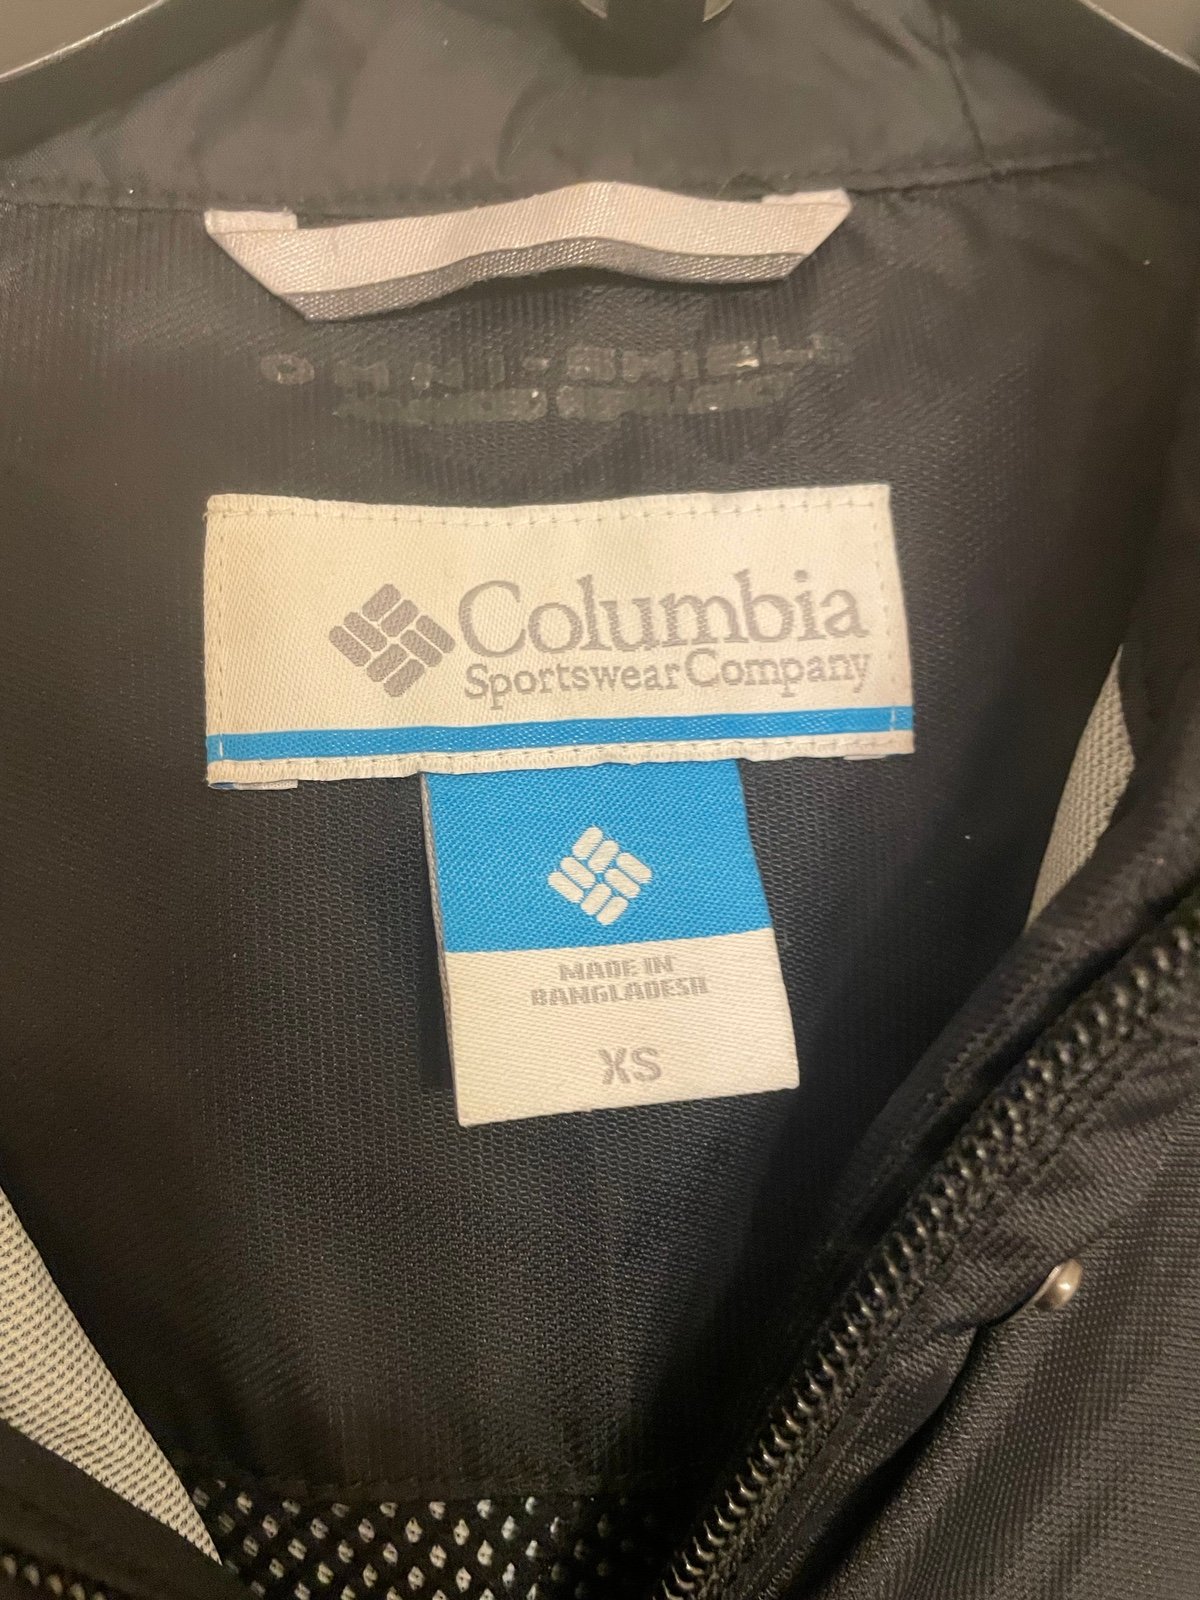 Columbia
Sportswear Company
MADE IN
BANGLADESH
XS